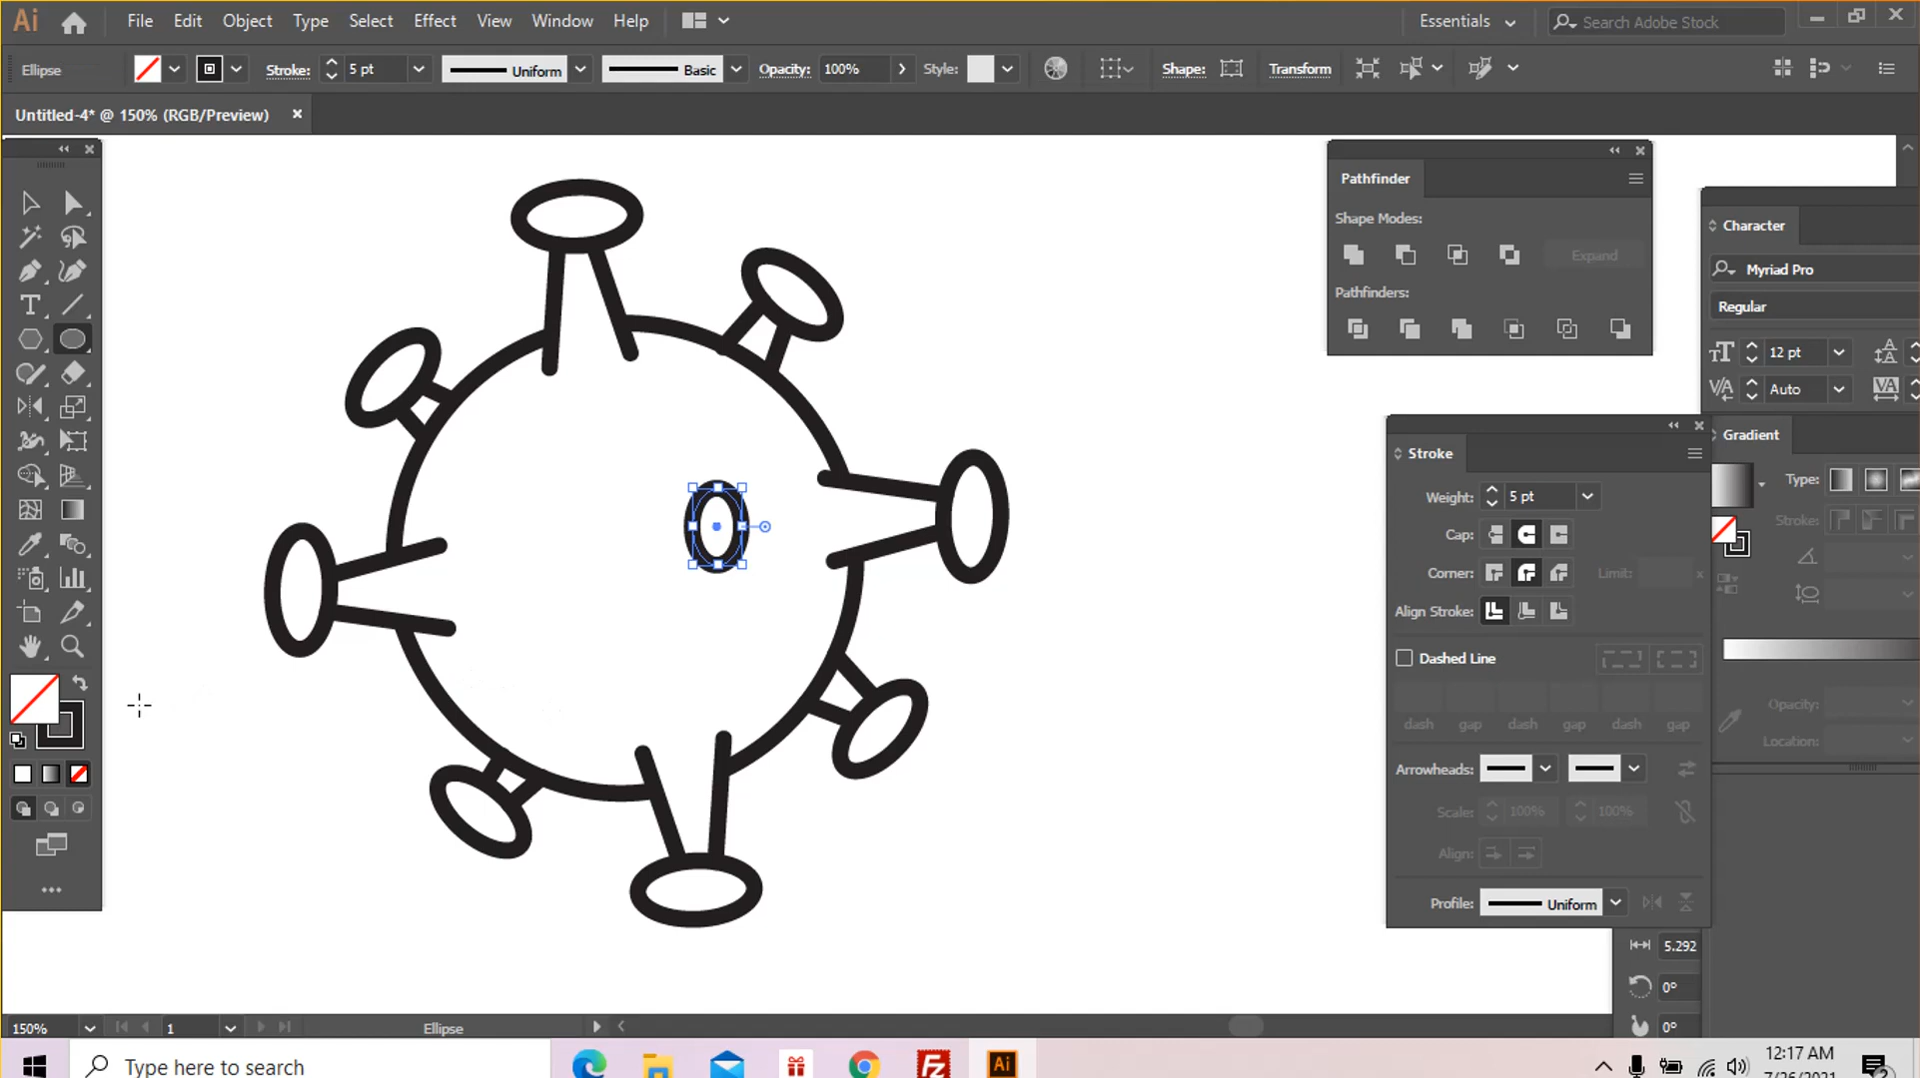 Ai File Edit Object Type Select Effect View Window Help Essentials Search Adobe Stock
Ellipse Stroke: 5 pt Uniform Basic Opacity: 100% Style: Shape: Transform
Untitled-4* @ 150% (RGB/Preview)
Pathfinder
Shape Modes:
Expand
Pathfinders:
Character
Myriad Pro
Regular
12 pt
Auto
Gradient
Type:
Stroke:
Opacity:
Location:
Stroke
Weight: 5 pt
Cap:
Corner: Limit: x
Align Stroke:
Dashed Line
dash gap dash gap dash gap
Arrowheads:
Scale: 100% 100%
Align:
Profile: Uniform
5.292
0°
0°
150% 1 Ellipse
Type here to search
Ai
12:17 AM
7/26/2021